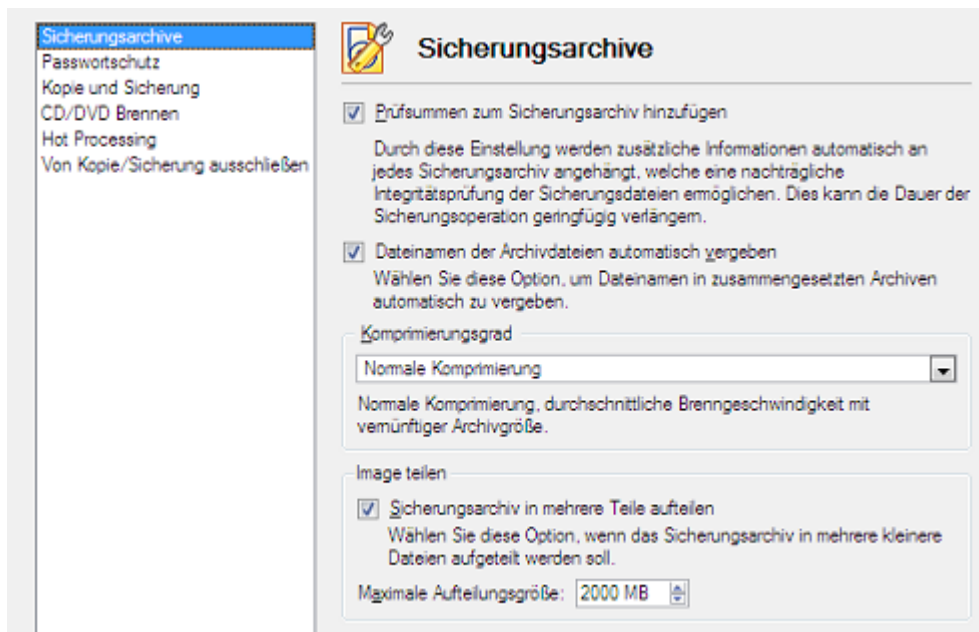 Sicherungsarchive
Passwortschutz
Kopie und Sicherung
CD/DVD Brennen
Hot Processing
Von Kopie/Sicherung ausschließen
Sicherungsarchive
Prüfsummen zum Sicherungsarchiv hinzufügen
Durch diese Einstellung werden zusätzliche Informationen automatisch an
jedes Sicherungsarchiv angehängt, welche eine nachträgliche
Integritätsprüfung der Sicherungsdateien ermöglichen. Dies kann die Dauer der
Sicherungsoperation geringfügig verlängern.
Dateinamen der Archivdateien automatisch vergeben
Wählen Sie diese Option, um Dateinamen in zusammengesetzten Archiven
automatisch zu vergeben.
Komprimierungsgrad
Normale Komprimierung
Normale Komprimierung, durchschnittliche Brenngeschwindigkeit mit
vernünftiger Archivgröße.
Image teilen
Sicherungsarchiv in mehrere Teile aufteilen
Wählen Sie diese Option, wenn das Sicherungsarchiv in mehrere kleinere
Dateien aufgeteilt werden soll.
Maximale Aufteilungsgröße: 2000 MB